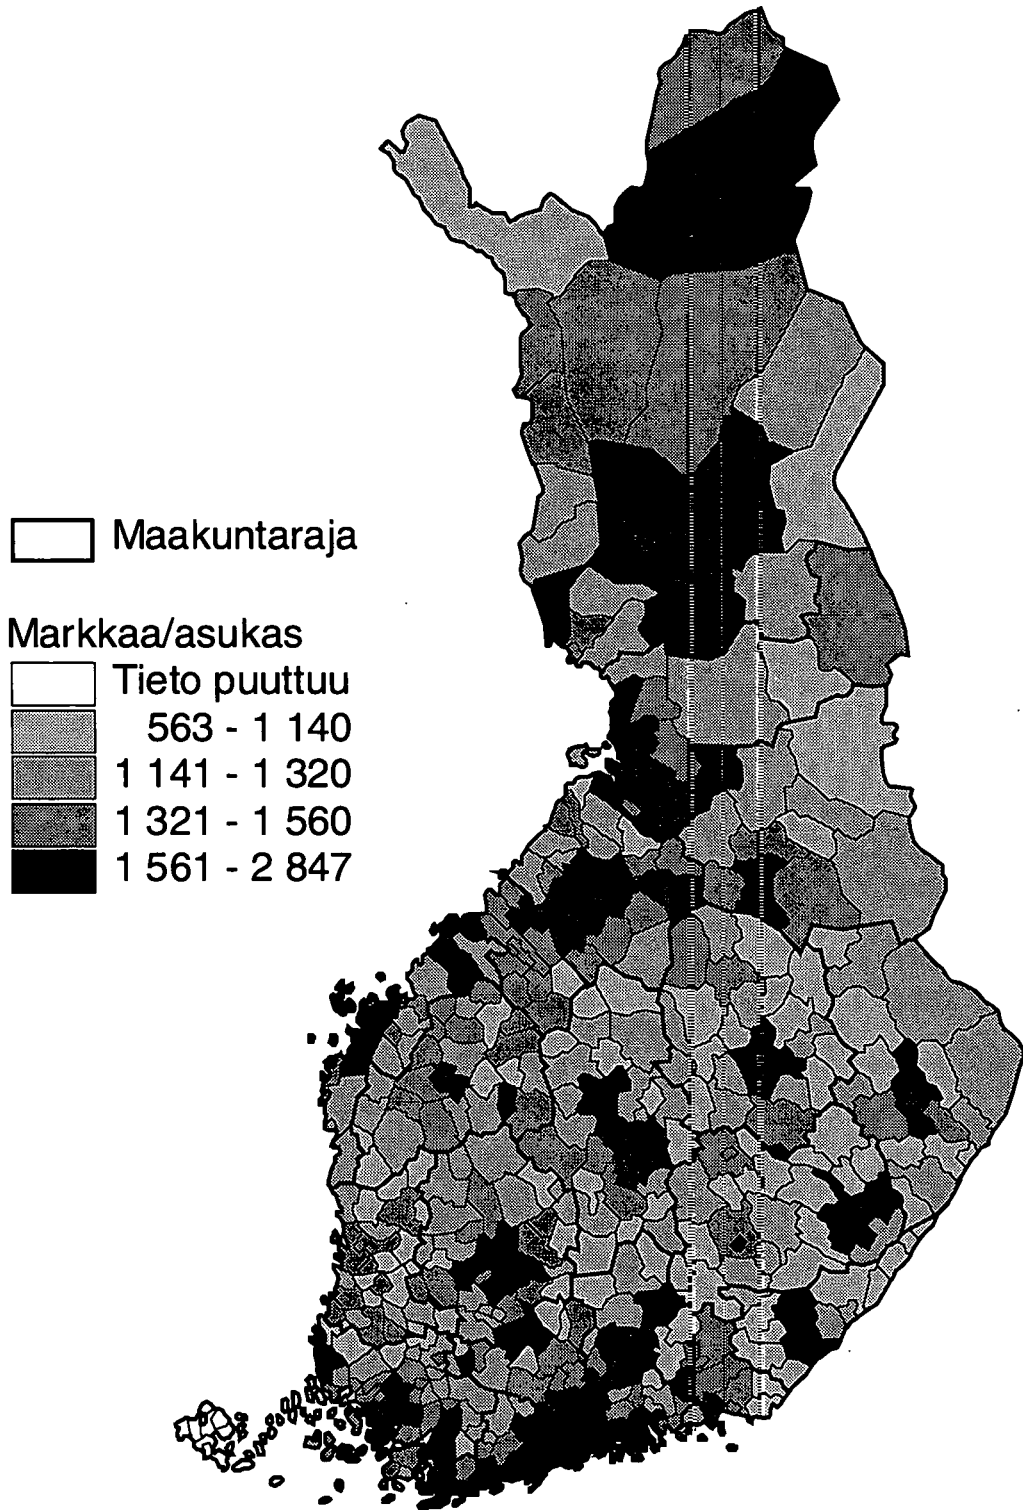 Maakuntaraja
Markkaa/asukas
Tieto puuttuu
563 - 1 140
1 141 - 1 320
1 321 - 1 560
1 561 - 2 847